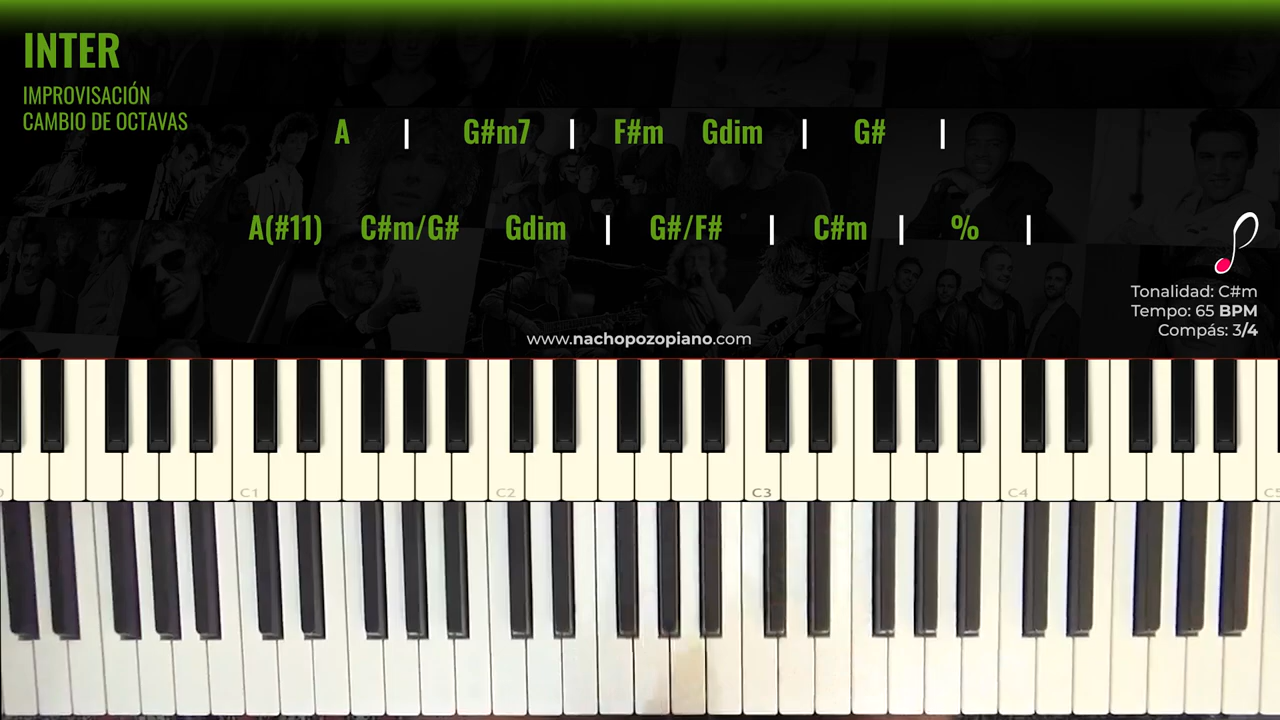 INTER
IMPROVISACIÓN
CAMBIO DE OCTAVAS
A | G#m7 | F#m Gdim | G# |
A(#11) C#m/G# Gdim | G#/F# | C#m | % |
Tonalidad: C#m
Tempo: 65 BPM
Compás: 3/4
www.nachopozopiano.com
C1 C2 C3 C4